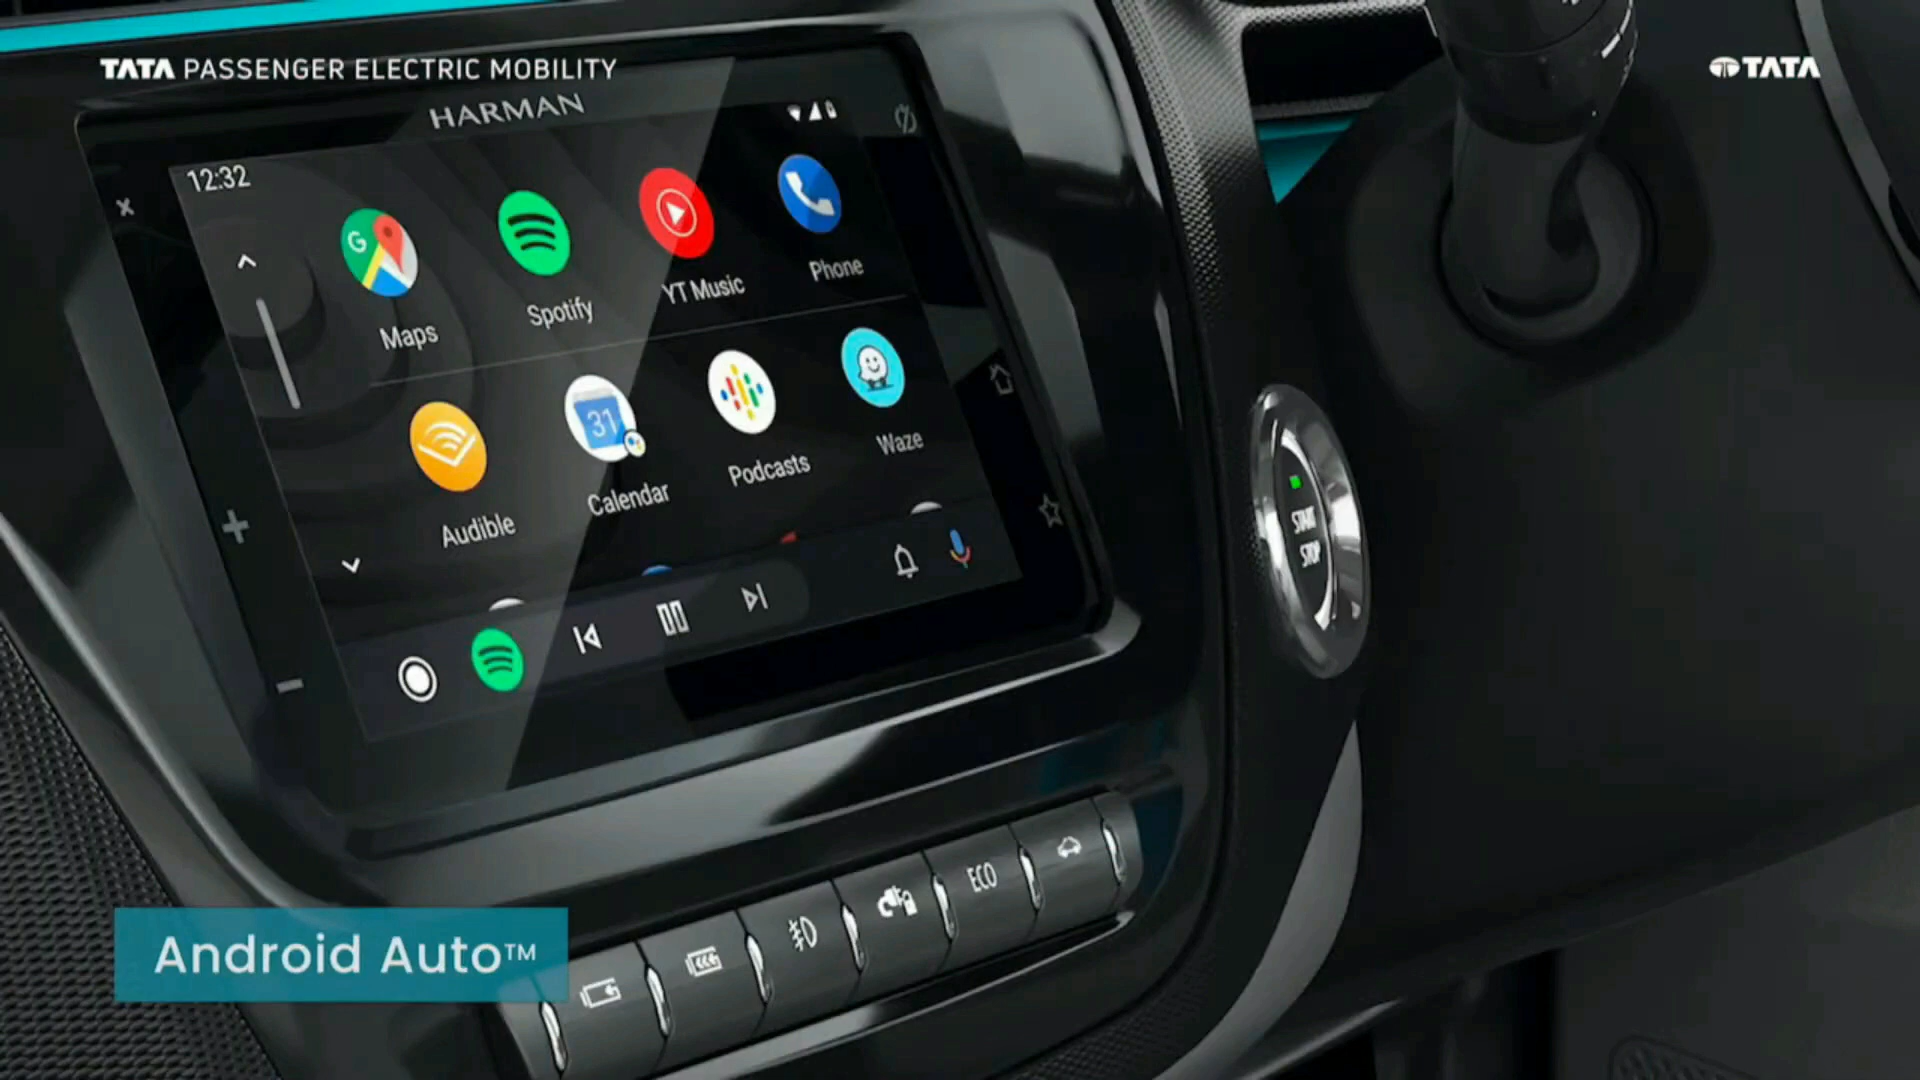 TATA PASSENGER ELECTRIC MOBILITY
TATA
HARMAN
12:32
Maps
Spotify
YT Music
Phone
Audible
31
Calendar
Podcasts
Waze
START
STOP
ECO
Android Auto™